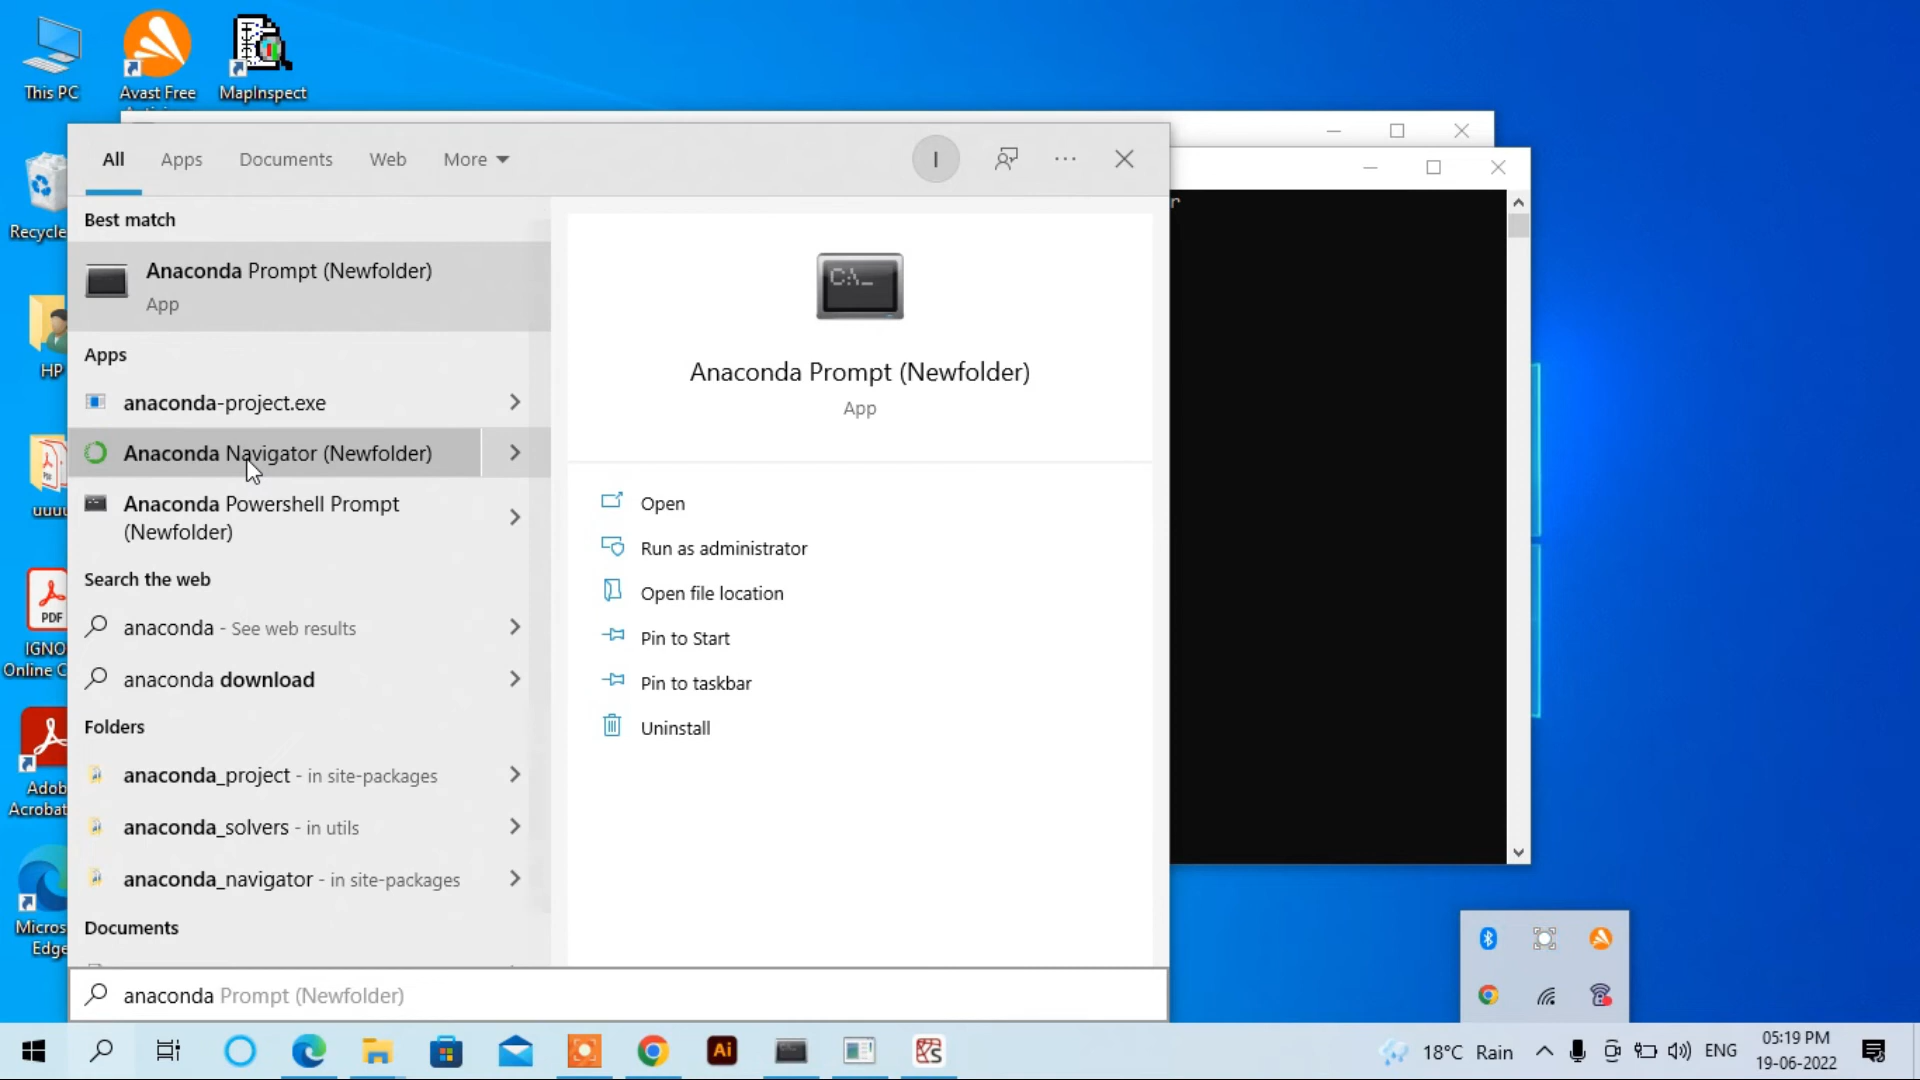 This PC
Avast Free
MapInspect
Recycle
HP
uuu
PDF
IGNO
Online C
Adob
Acrobat
Micros
Edge
All
Apps
Documents
Web
More
I
Best match
Anaconda Prompt (Newfolder)
App
Apps
anaconda-project.exe
Anaconda Navigator (Newfolder)
Anaconda Powershell Prompt
(Newfolder)
Search the web
anaconda - See web results
anaconda download
Folders
anaconda_project - in site-packages
anaconda_solvers - in utils
anaconda_navigator - in site-packages
Documents
C:\_
Anaconda Prompt (Newfolder)
App
Open
Run as administrator
Open file location
Pin to Start
Pin to taskbar
Uninstall
r
anaconda Prompt (Newfolder)
Ai
18°C Rain
ENG
05:19 PM
19-06-2022